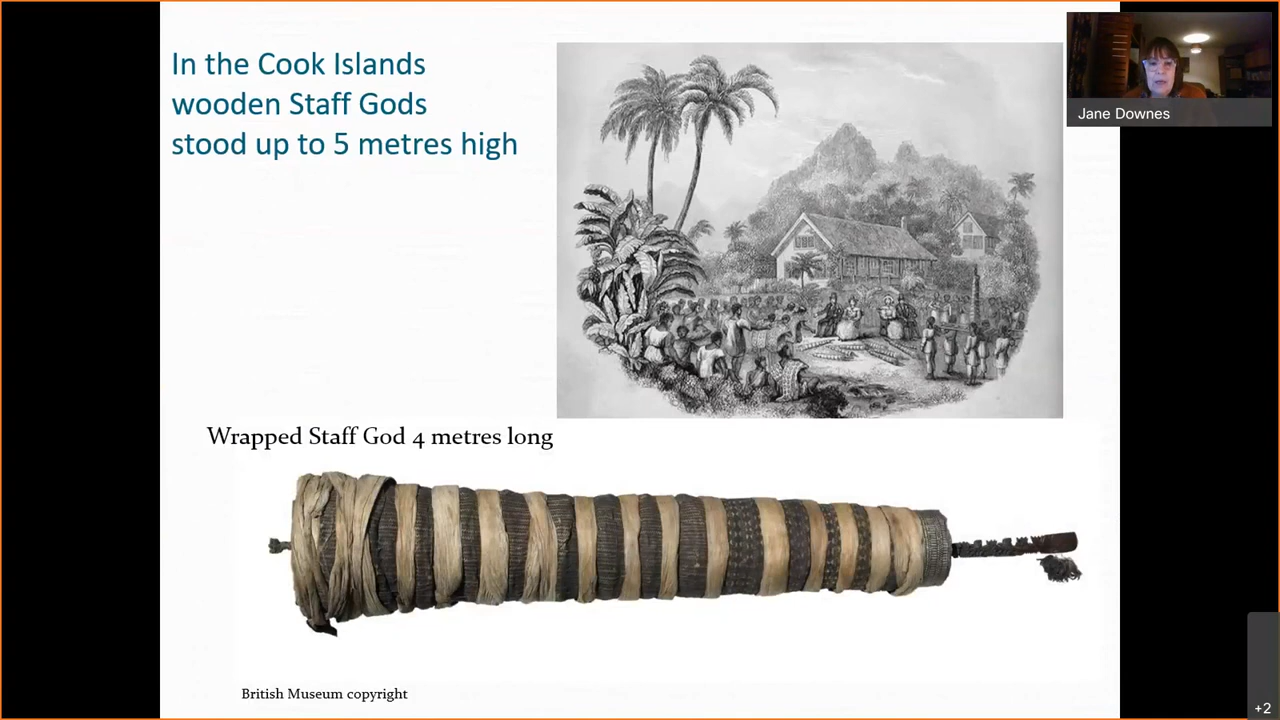 In the Cook Islands
wooden Staff Gods
stood up to 5 metres high
Jane Downes
Wrapped Staff God 4 metres long
British Museum copyright
+2